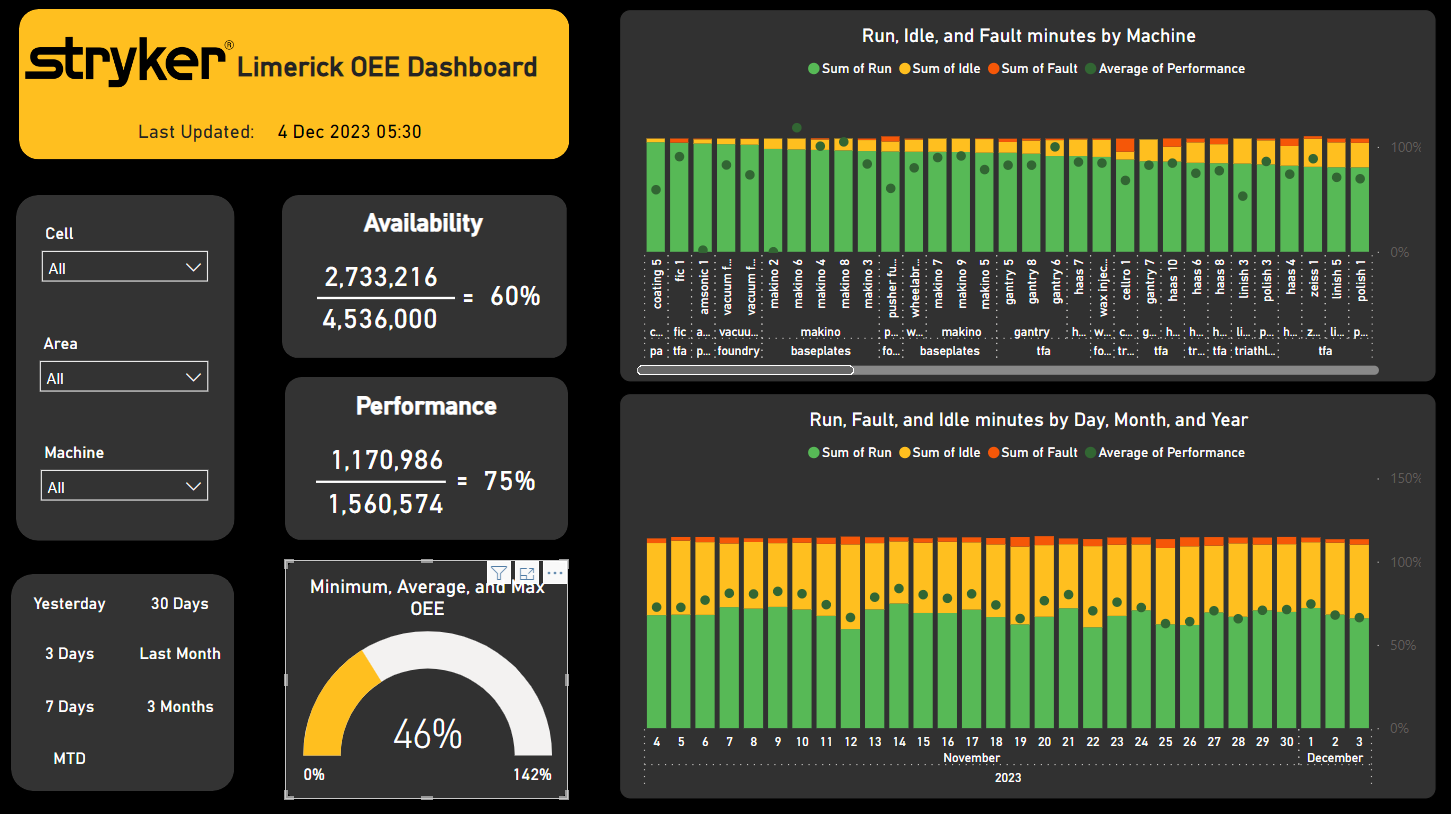 stryker®
Limerick OEE Dashboard
Last Updated: 4 Dec 2023 05:30
Cell
All
Area
All
Machine
All
Yesterday 30 Days
3 Days Last Month
7 Days 3 Months
MTD
Availability
2,733,216
4,536,000
= 60%
Performance
1,170,986
1,560,574
= 75%
Minimum, Average, and Max
OEE
46%
0% 142%
Run, Idle, and Fault minutes by Machine
Sum of Run Sum of Idle Sum of Fault Average of Performance
100%
0%
coating 5
fic 1
amsonic 1
vacuum f...
vacuum f...
makino 2
makino 6
makino 4
makino 8
makino 3
pusher fu...
wheelabr...
makino 7
makino 9
makino 5
gantry 5
gantry 8
gantry 6
haas 7
wax injec...
cellro 1
gantry 7
haas 10
haas 6
haas 8
linish 3
polish 3
haas 4
zeiss 1
linish 5
polish 1
c... fic a... vacuu... makino p... w... makino gantry h... w... c... g... h... h... h... li... p... h... z... li... p...
pa tfa p... foundry baseplates fo... baseplates tfa fo... tr... tfa tr... tfa triathl... tfa
Run, Fault, and Idle minutes by Day, Month, and Year
Sum of Run Sum of Idle Sum of Fault Average of Performance
150%
100%
50%
0%
4 5 6 7 8 9 10 11 12 13 14 15 16 17 18 19 20 21 22 23 24 25 26 27 28 29 30 1 2 3
November December
2023